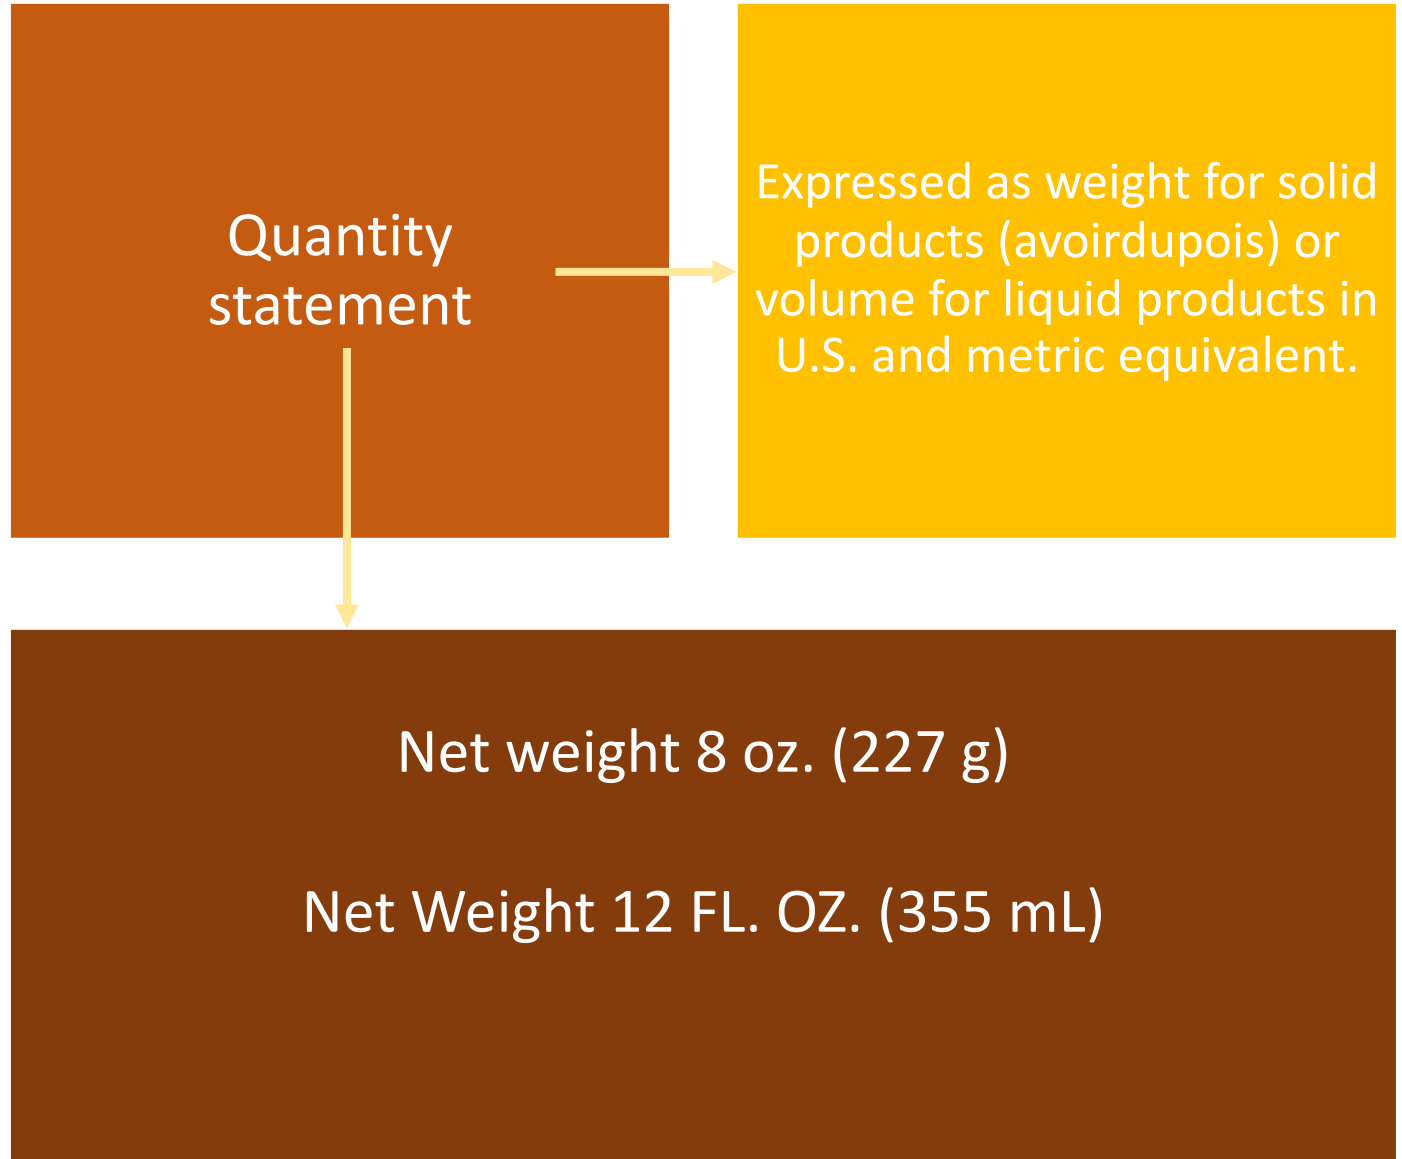 Quantity
statement
Expressed as weight for solid
products (avoirdupois) or
volume for liquid products in
U.S. and metric equivalent.
Net weight 8 oz. (227 g)
Net Weight 12 FL. OZ. (355 mL)